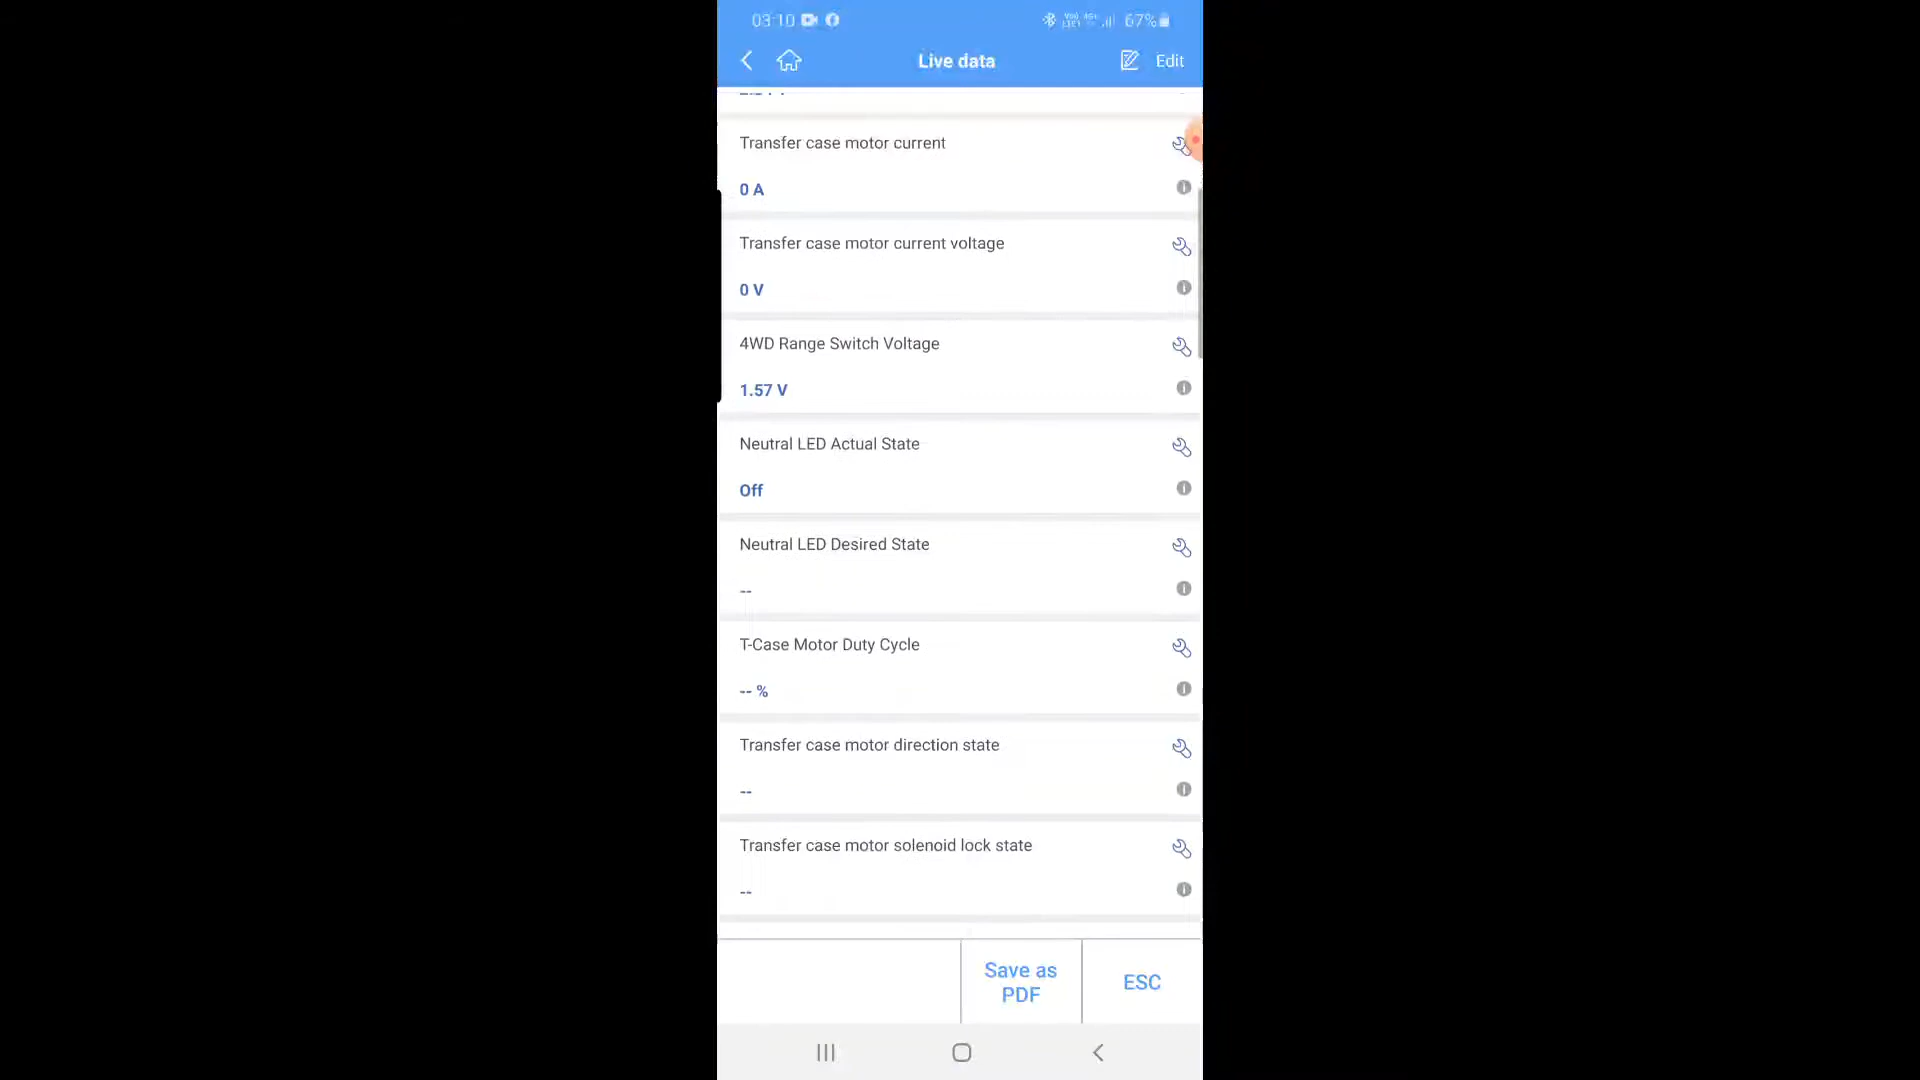 03:10 67%
Live data Edit
Transfer case motor current
0 A
Transfer case motor current voltage
0 V
4WD Range Switch Voltage
1.57 V
Neutral LED Actual State
Off
Neutral LED Desired State
--
T-Case Motor Duty Cycle
-- %
Transfer case motor direction state
--
Transfer case motor solenoid lock state
--
Save as
PDF
ESC